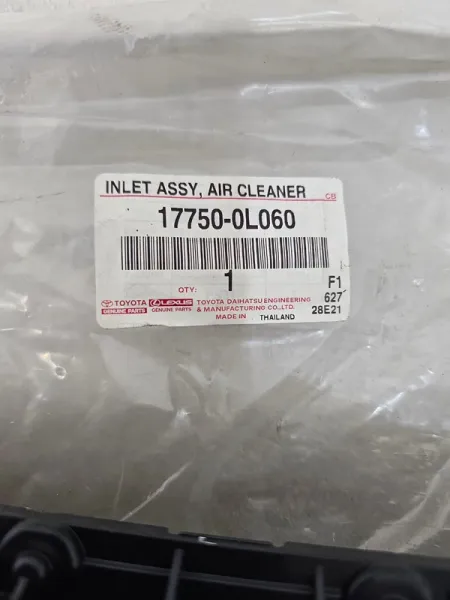 INLET ASSY, AIR CLEANER CB
17750-0L060
QTY: 1 F1
627
28E21
TOYOTA GENUINE PARTS
LEXUS GENUINE PARTS
TOYOTA DAIHATSU ENGINEERING
& MANUFACTURING CO.,LTD.
MADE IN THAILAND